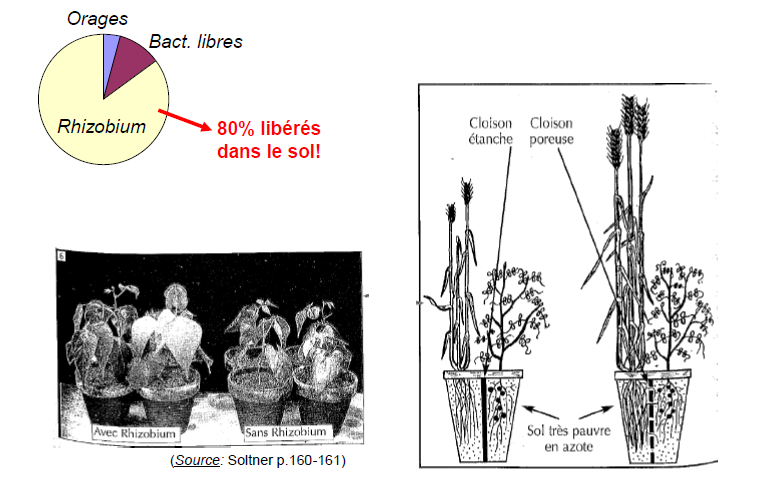 Orages
Bact. libres
Rhizobium
80% libérés
dans le sol!
6
Avec Rhizobium
Sans Rhizobium
(Source: Soltner p.160-161)
Cloison
étanche
Cloison
poreuse
Sol très pauvre
en azote